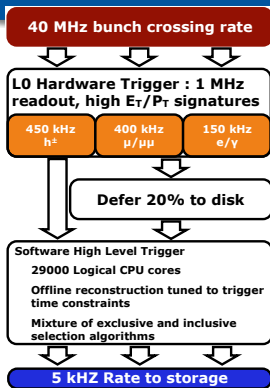 40 MHz bunch crossing rate
L0 Hardware Trigger : 1 MHz
readout, high ET/PT signatures
450 kHz
h±
400 kHz
μ/μμ
150 kHz
e/γ
Defer 20% to disk
Software High Level Trigger
29000 Logical CPU cores
Offline reconstruction tuned to trigger
time constraints
Mixture of exclusive and inclusive
selection algorithms
5 kHZ Rate to storage